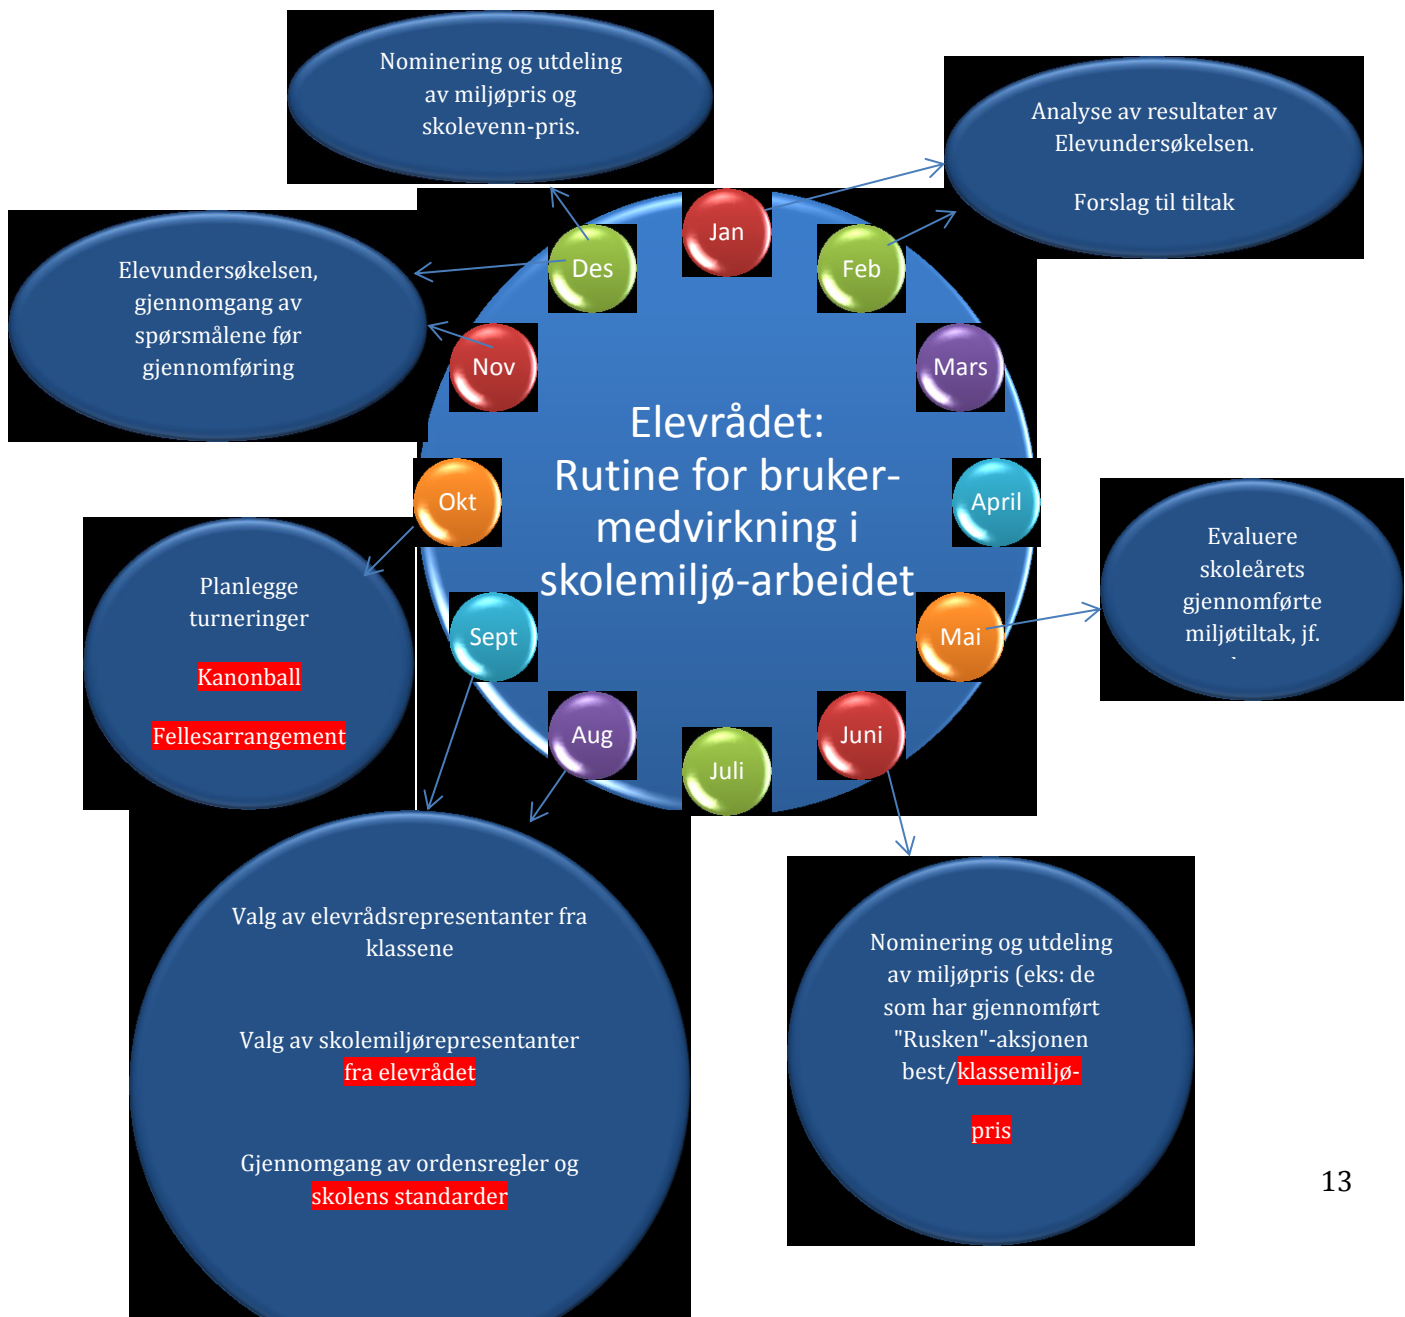 Nominering og utdeling
av miljøpris og
skolevenn-pris.
Analyse av resultater av
Elevundersøkelsen.
Forslag til tiltak
Elevundersøkelsen,
gjennomgang av
spørsmålene før
gjennomføring
Jan
Feb
Mars
April
Mai
Juni
Juli
Aug
Sept
Okt
Nov
Des
Elevrådet:
Rutine for bruker-
medvirkning i
skolemiljø-arbeidet
Evaluere
skoleårets
gjennomførte
miljøtiltak, jf.
Planlegge
turneringer
Kanonball
Fellesarrangement
Valg av elevrådsrepresentanter fra
klassene
Valg av skolemiljørepresentanter
fra elevrådet
Gjennomgang av ordensregler og
skolens standarder
Nominering og utdeling
av miljøpris (eks: de
som har gjennomført
"Rusken"-aksjonen
best/klassemiljø-
pris
13